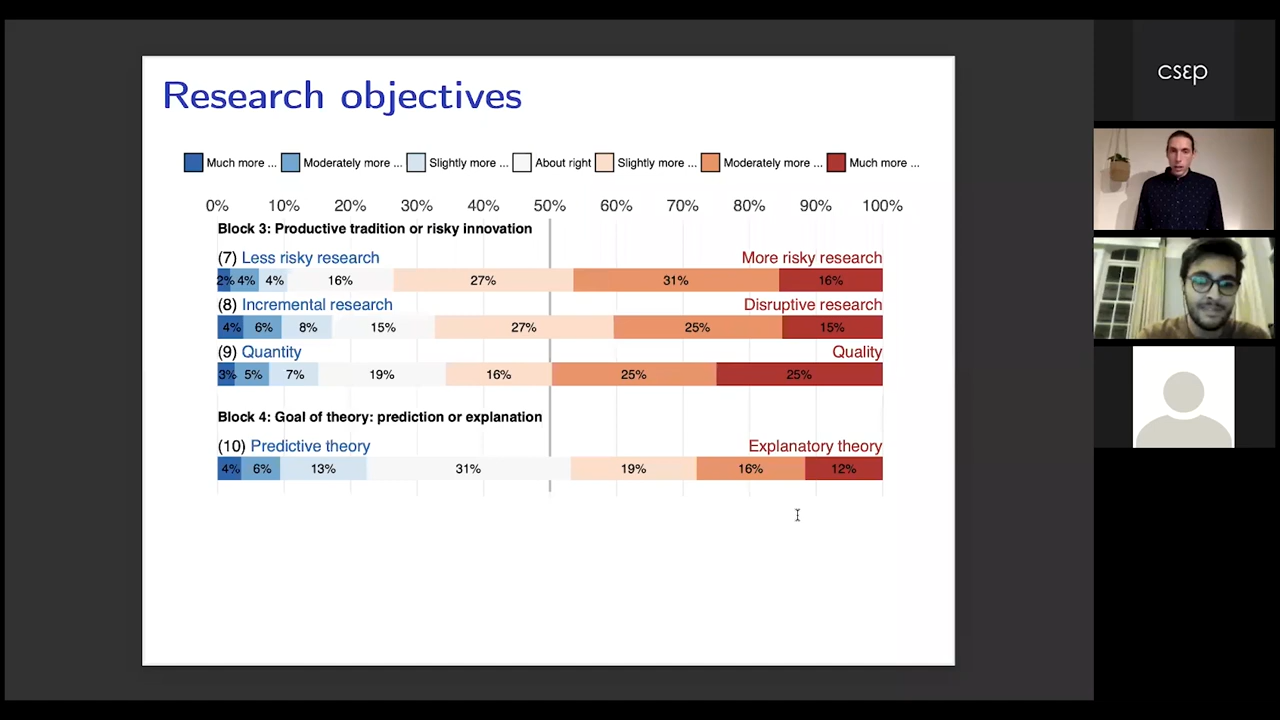 Research objectives
csεp
Much more ... Moderately more ... Slightly more ... About right Slightly more ... Moderately more ... Much more ...
0% 10% 20% 30% 40% 50% 60% 70% 80% 90% 100%
Block 3: Productive tradition or risky innovation
(7) Less risky research More risky research
2% 4% 4% 16% 27% 31% 16%
(8) Incremental research Disruptive research
4% 6% 8% 15% 27% 25% 15%
(9) Quantity Quality
3% 5% 7% 19% 16% 25% 25%
Block 4: Goal of theory: prediction or explanation
(10) Predictive theory Explanatory theory
4% 6% 13% 31% 19% 16% 12%